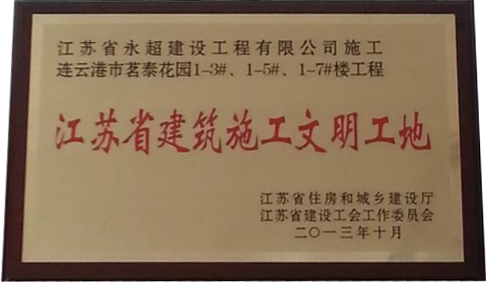 江苏省永超建设工程有限公司施工
连云港市茗泰花园1-3#、1-5#、1-7#楼工程
江苏省建筑施工文明工地
江苏省住房和城乡建设厅
江苏省建设工会工作委员会
二〇一三年十月